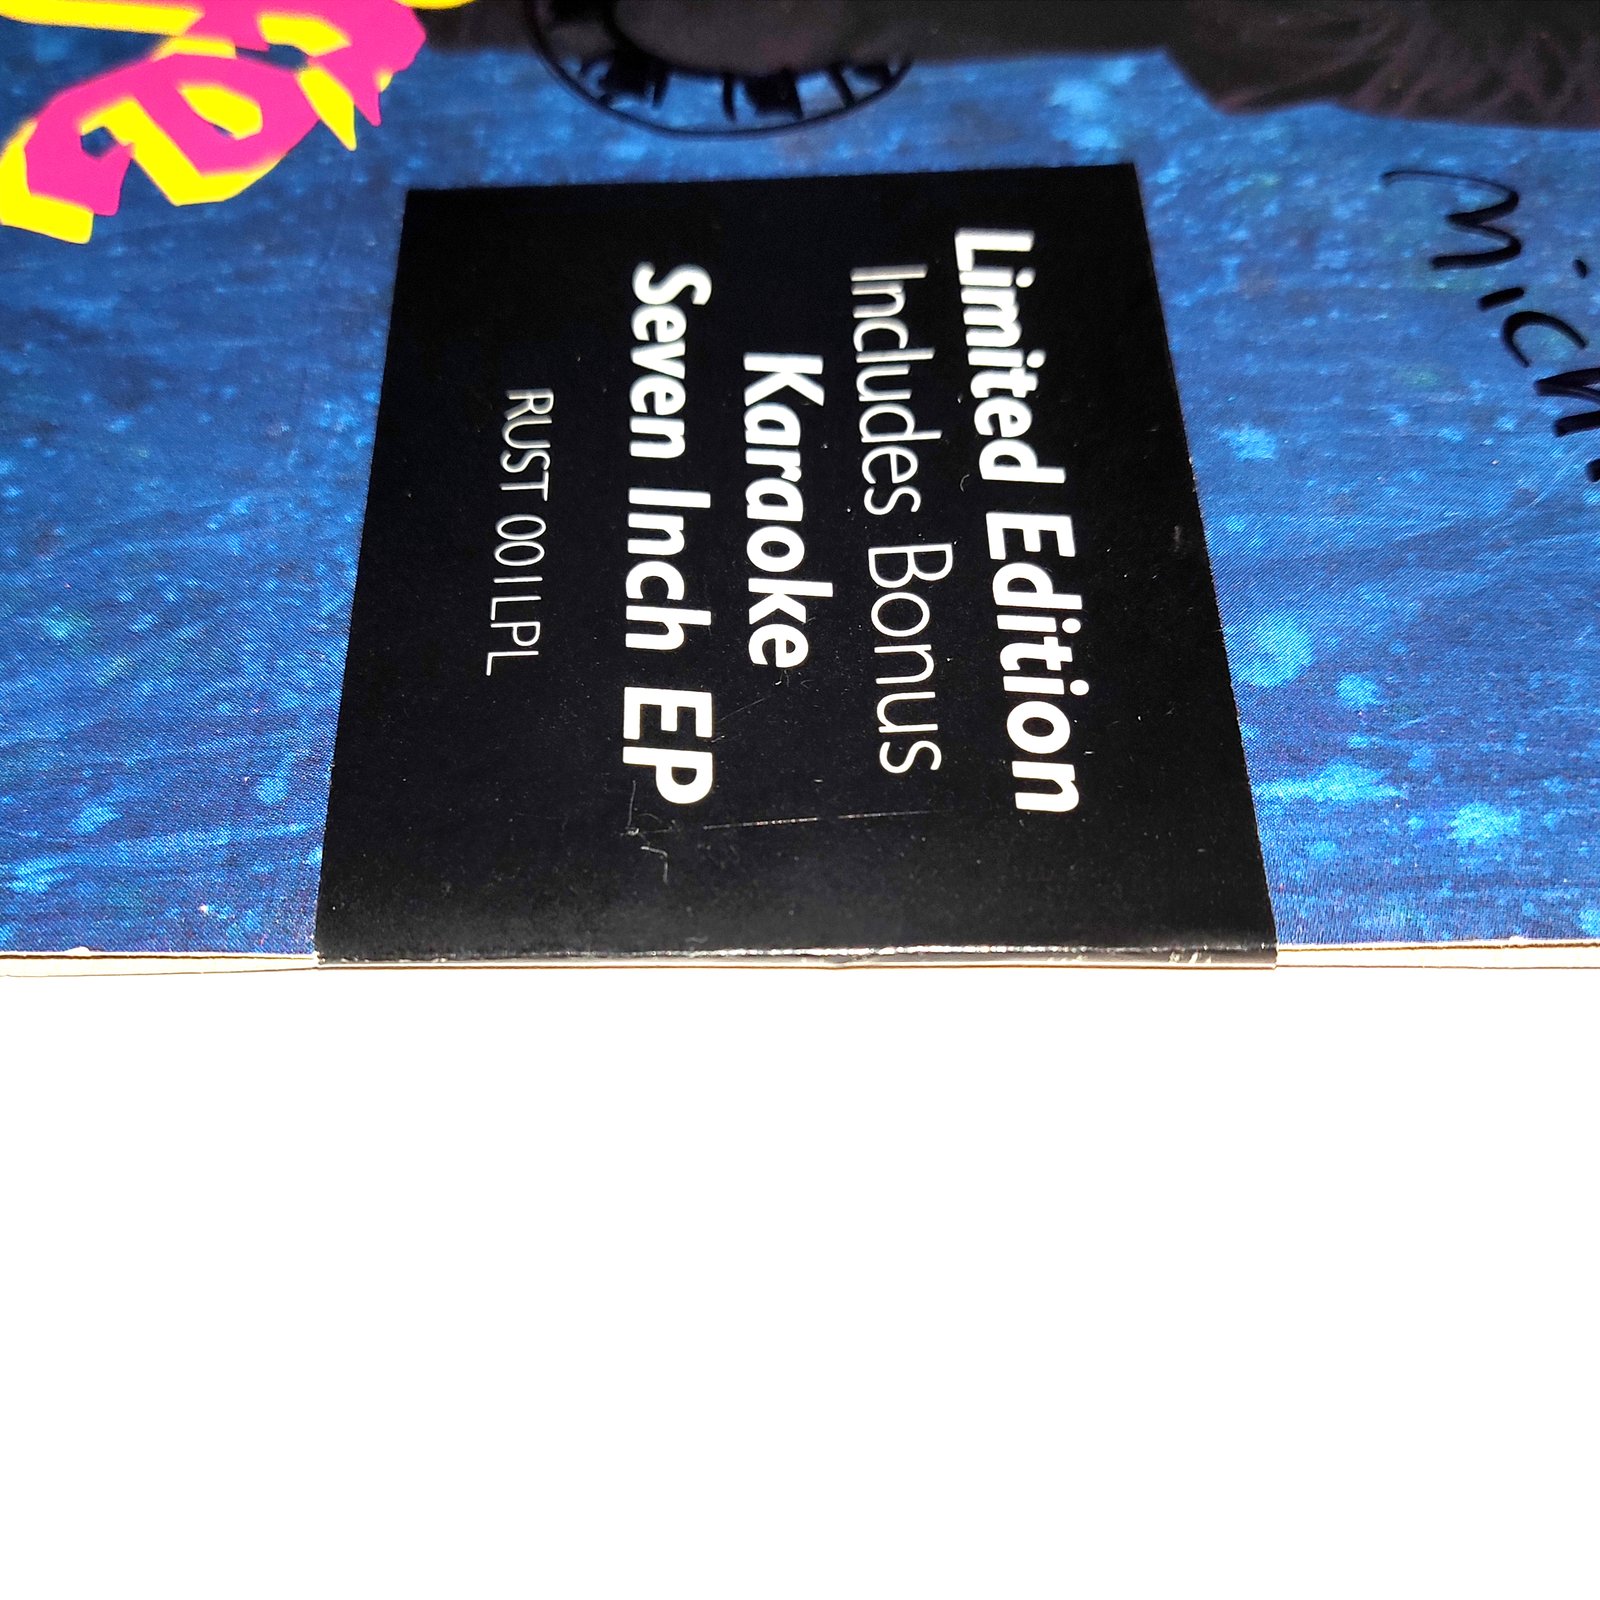 Limited Edition
Includes Bonus
Karaoke
Seven Inch EP
RUST 001LPL